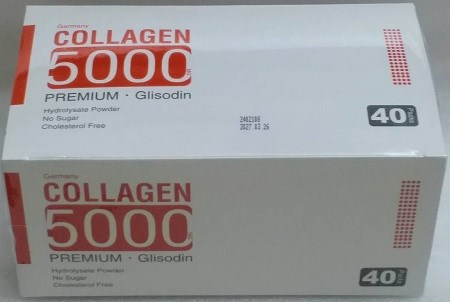 Germany
COLLAGEN
5000
PREMIUM · Glisodin
Hydrolysate Powder
No Sugar
Cholesterol Free
2027 03 26
40
Germany
COLLAGEN
5000
PREMIUM · Glisodin
Hydrolysate Powder
No Sugar
Cholesterol Free
40